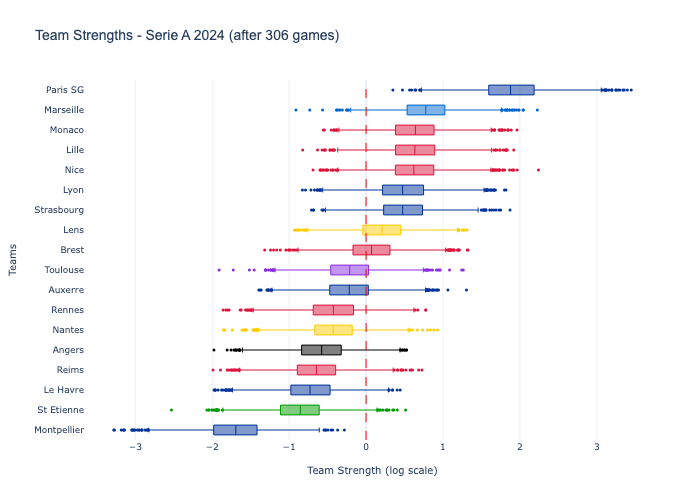 Team Strengths - Serie A 2024 (after 306 games)
Paris SG
Marseille
Monaco
Lille
Nice
Lyon
Strasbourg
Lens
Brest
Toulouse
Auxerre
Rennes
Nantes
Angers
Reims
Le Havre
St Etienne
Montpellier
Teams
−3 −2 −1 0 1 2 3
Team Strength (log scale)